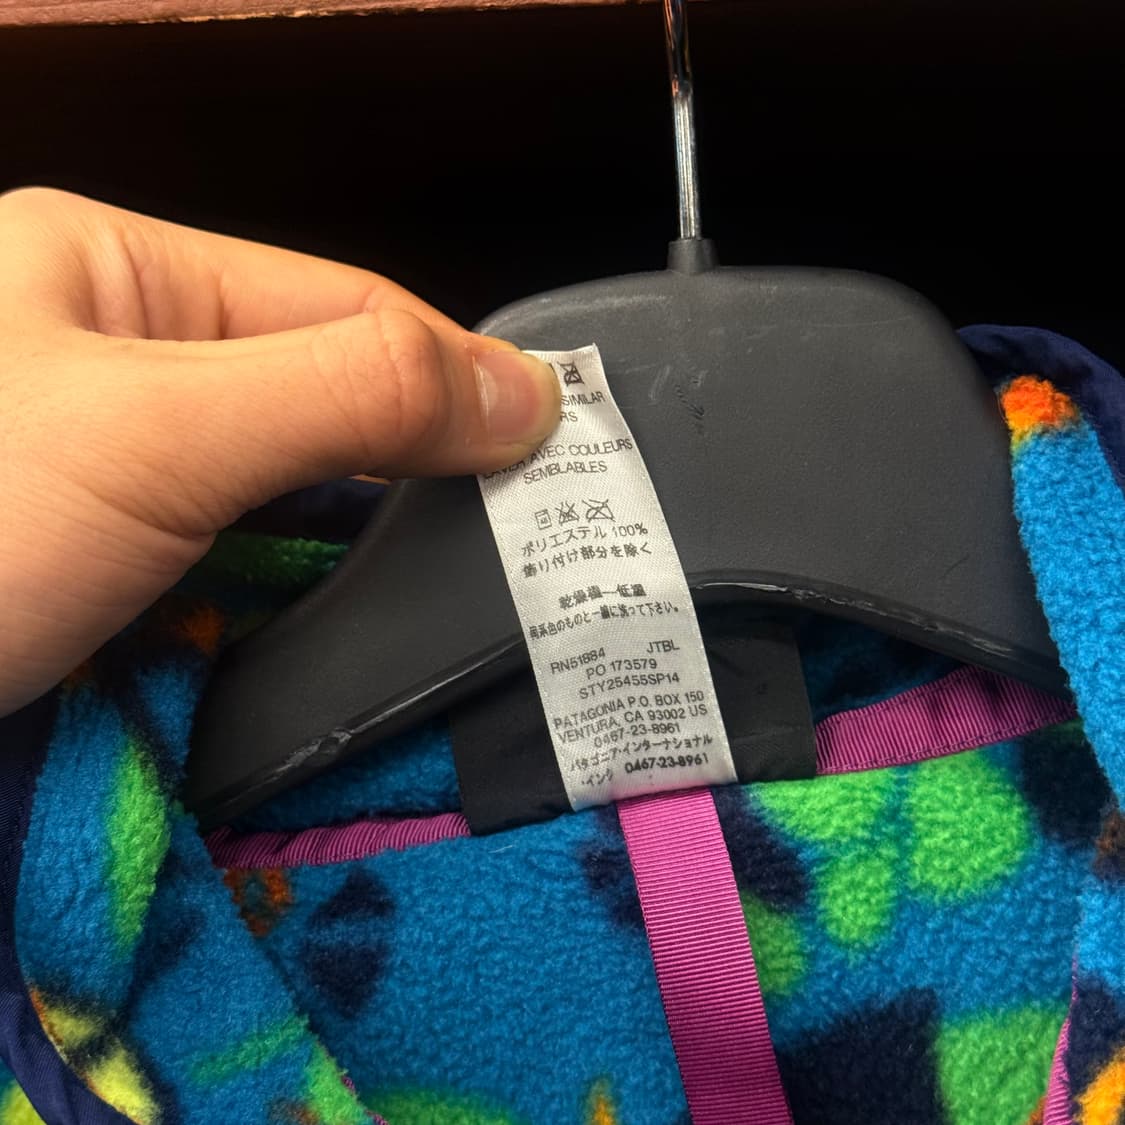 SIMILAR
RS
LAVER AVEC COULEURS
SEMBLABLES
ポリエステル 100%
飾り付け部分を除く
乾燥機一低温
同系色のものと一緒に洗って下さい。
RN51884 JTBL
PO 173579
STY25455SP14
PATAGONIA P.O. BOX 150
VENTURA, CA 93002 US
0467-23-8961
パタゴニア・インターナショナル
・インク 0467-23-8961